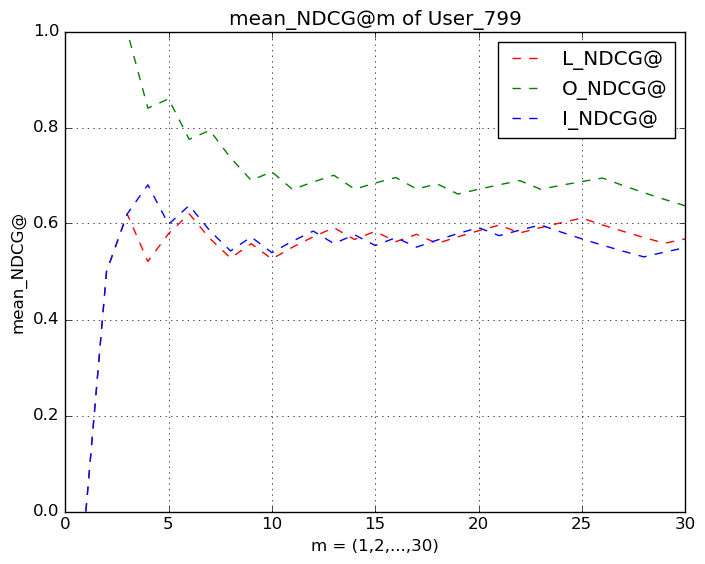 mean_NDCG@m of User_799
L_NDCG@
O_NDCG@
I_NDCG@
mean_NDCG@
1.0
0.8
0.6
0.4
0.2
0.0
0 5 10 15 20 25 30
m = (1,2,...,30)